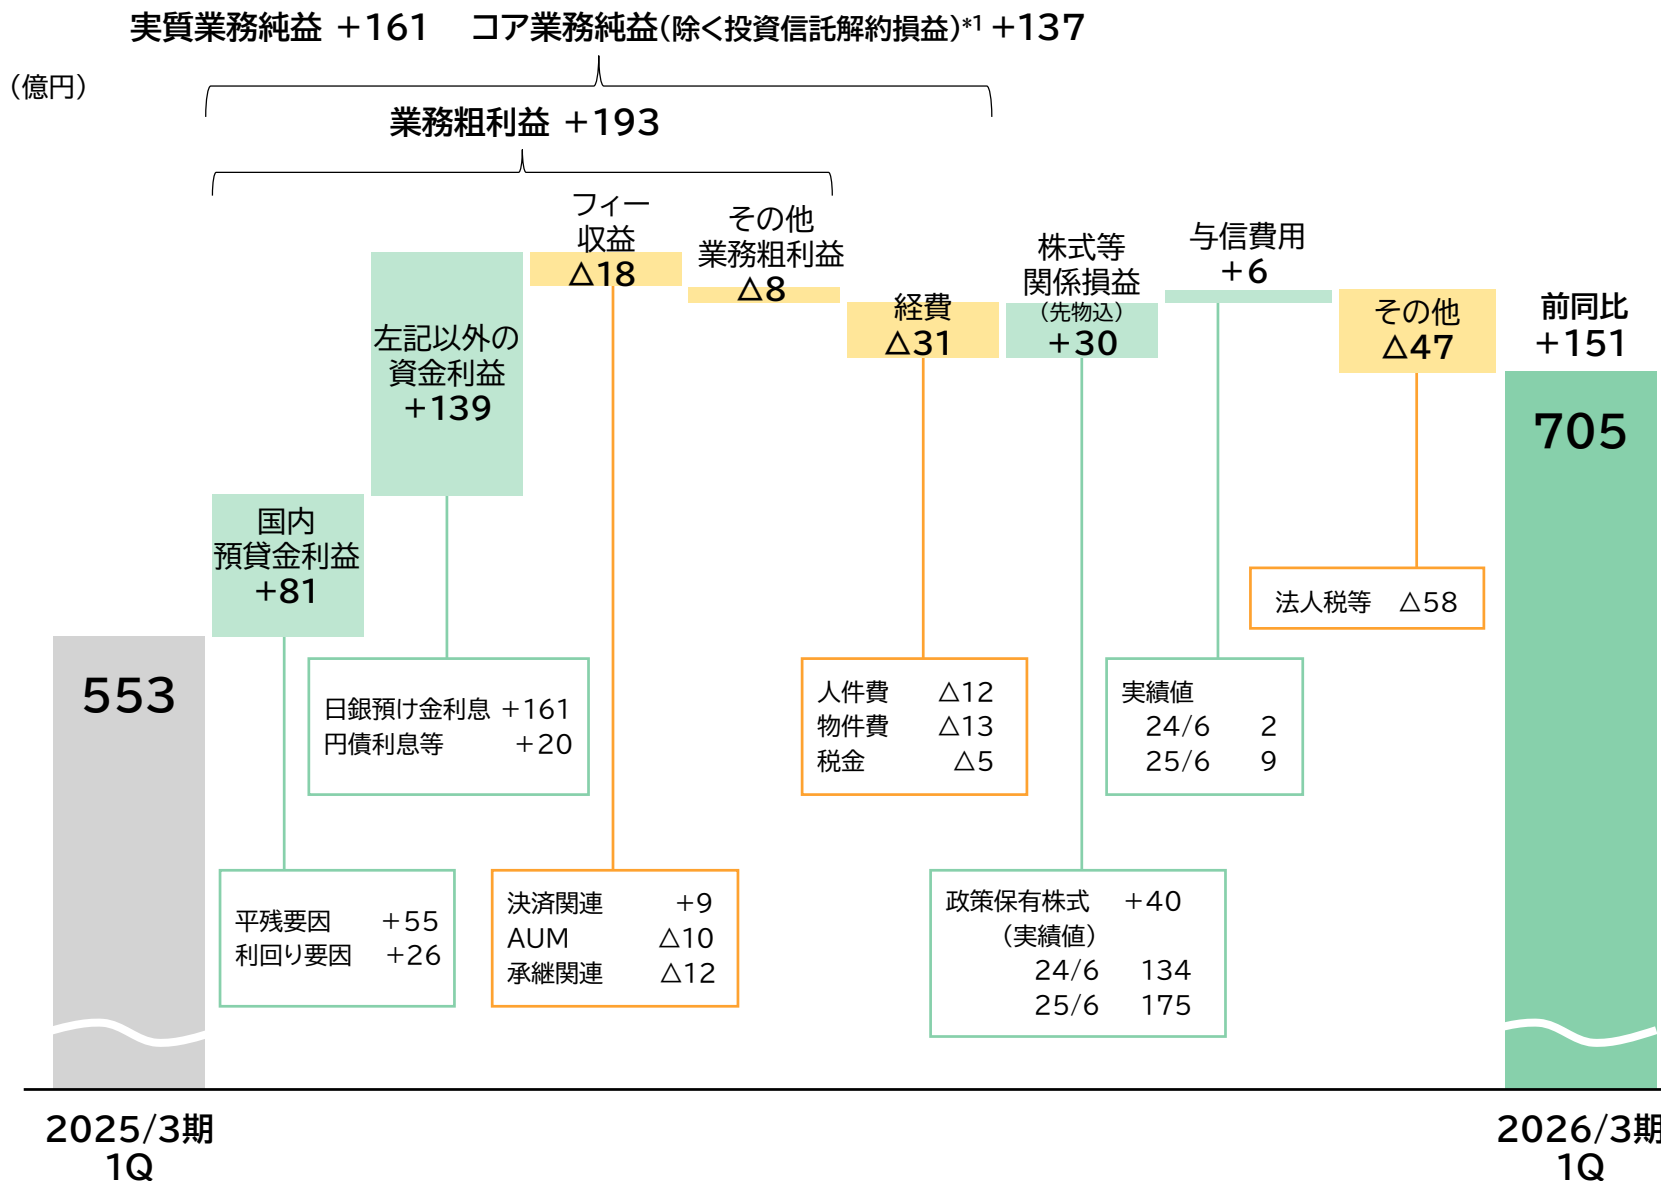 実質業務純益 +161 コア業務純益(除く投資信託解約損益)*1 +137
(億円)
業務粗利益 +193
フィー
収益
△18
その他
業務粗利益
△8
与信費用
+6
株式等
関係損益
(先物込)
+30
経費
△31
その他
△47
前同比
+151
左記以外の
資金利益
+139
705
国内
預貸金利益
+81
553
法人税等 △58
日銀預け金利息 +161
円債利息等 +20
人件費 △12
物件費 △13
税金 △5
実績値
24/6 2
25/6 9
平残要因 +55
利回り要因 +26
決済関連 +9
AUM △10
承継関連 △12
政策保有株式 +40
(実績値)
24/6 134
25/6 175
2025/3期
1Q
2026/3期
1Q